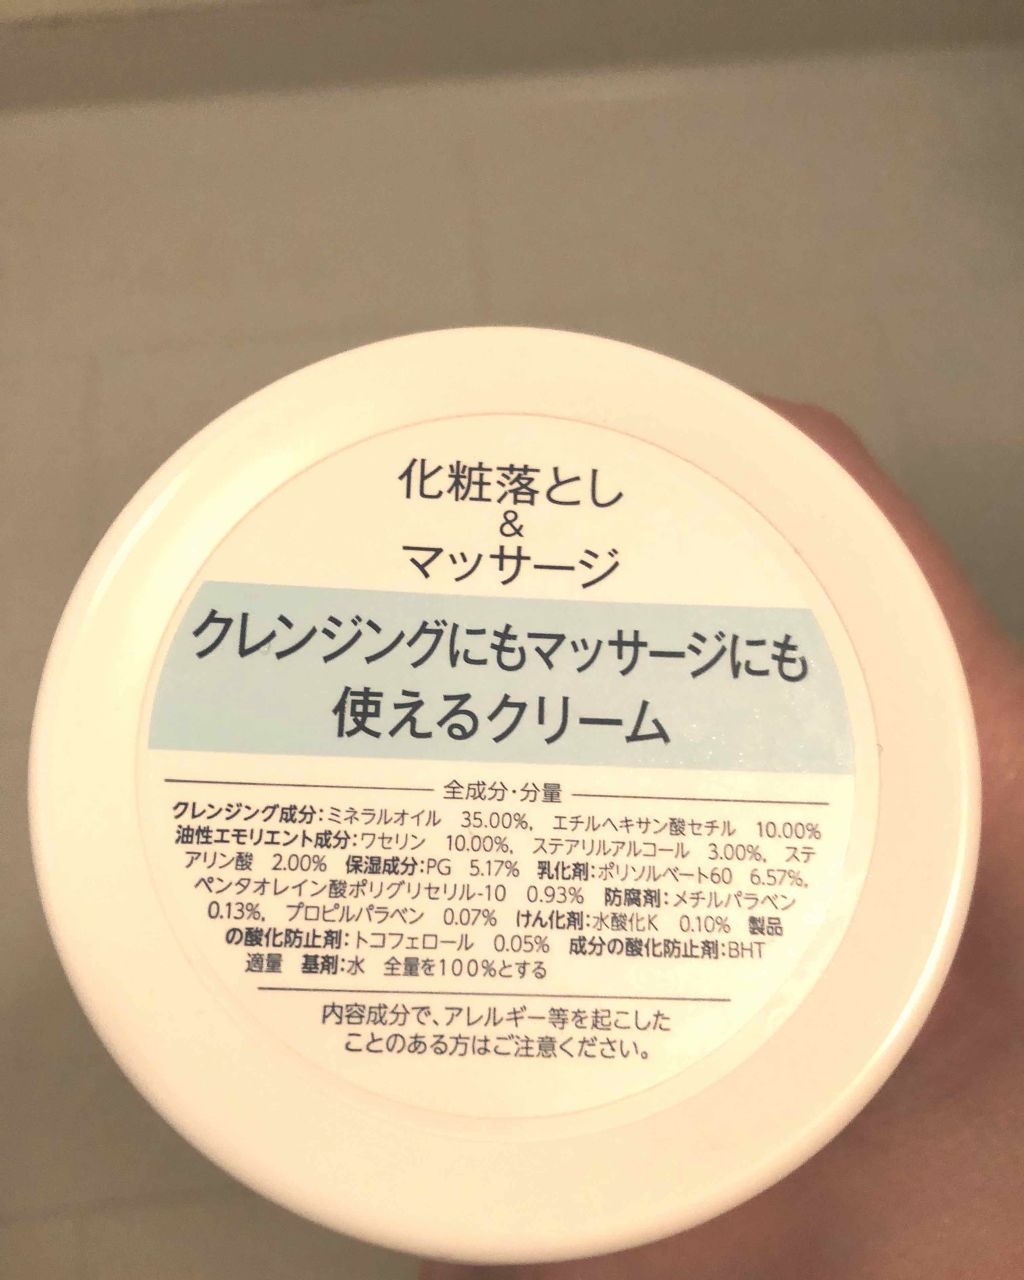 化粧落とし
&
マッサージ
クレンジングにもマッサージにも
使えるクリーム
全成分・分量
クレンジング成分：ミネラルオイル　35.00%,　エチルヘキサン酸セチル　10.00%
油性エモリエント成分：ワセリン　10.00%,　ステアリルアルコール　3.00%,　ステ
アリン酸　2.00%　保湿成分：PG　5.17%　乳化剤：ポリソルベート60　6.57%,
ペンタオレイン酸ポリグリセリル-10　0.93%　防腐剤：メチルパラベン
0.13%,　プロピルパラベン　0.07%　けん化剤：水酸化K　0.10%　製品
の酸化防止剤：トコフェロール　0.05%　成分の酸化防止剤：BHT
適量　基剤：水　全量を100%とする
内容成分で、アレルギー等を起こした
ことのある方はご注意ください。